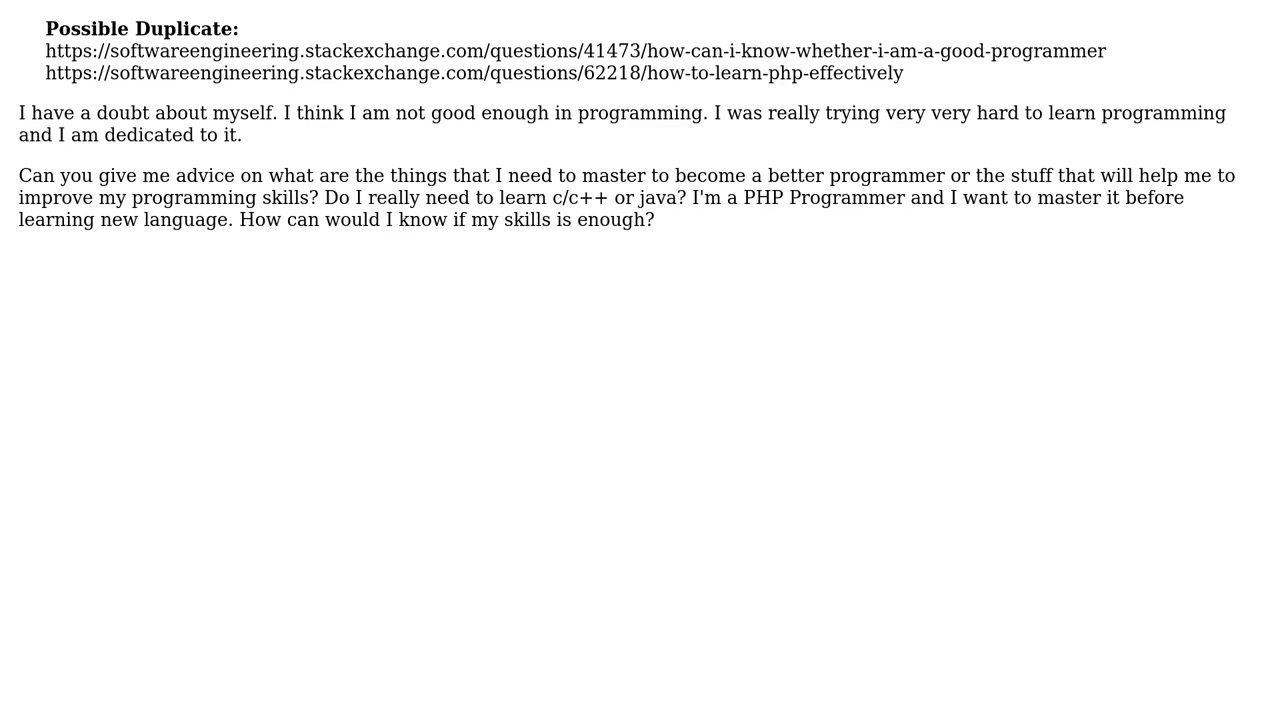 Possible Duplicate:
https://softwareengineering.stackexchange.com/questions/41473/how-can-i-know-whether-i-am-a-good-programmer
https://softwareengineering.stackexchange.com/questions/62218/how-to-learn-php-effectively
I have a doubt about myself. I think I am not good enough in programming. I was really trying very very hard to learn programming
and I am dedicated to it.
Can you give me advice on what are the things that I need to master to become a better programmer or the stuff that will help me to
improve my programming skills? Do I really need to learn c/c++ or java? I'm a PHP Programmer and I want to master it before
learning new language. How can would I know if my skills is enough?